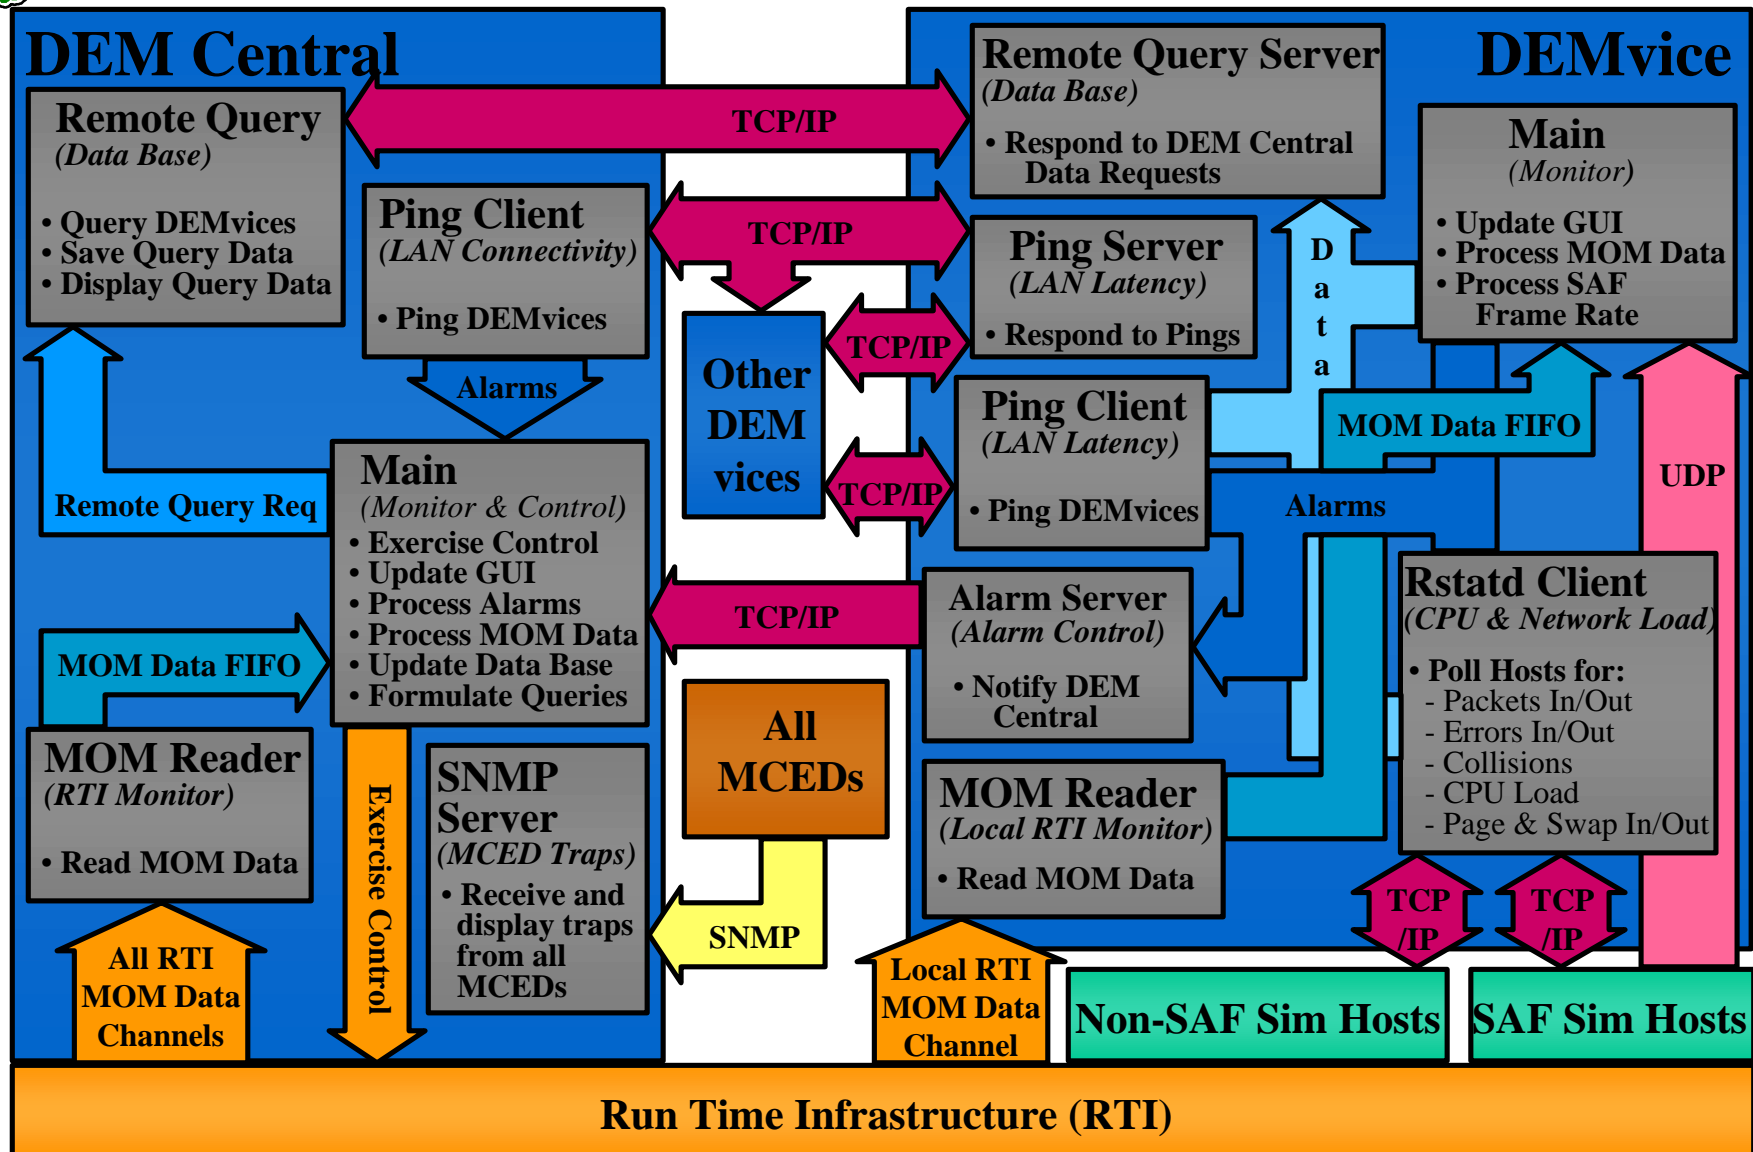 DEM Central
Remote Query
(Data Base)
• Query DEMvices
• Save Query Data
• Display Query Data
Ping Client
(LAN Connectivity)
• Ping DEMvices
Alarms
Remote Query Req
Main
(Monitor & Control)
• Exercise Control
• Update GUI
• Process Alarms
• Process MOM Data
• Update Data Base
• Formulate Queries
MOM Data FIFO
MOM Reader
(RTI Monitor)
• Read MOM Data
All RTI
MOM Data
Channels
Exercise Control
SNMP
Server
(MCED Traps)
• Receive and
display traps
from all
MCEDs
TCP/IP
TCP/IP
Other
DEM
vices
TCP/IP
TCP/IP
TCP/IP
All
MCEDs
SNMP
DEMvice
Remote Query Server
(Data Base)
• Respond to DEM Central
Data Requests
Main
(Monitor)
• Update GUI
• Process MOM Data
• Process SAF
Frame Rate
Ping Server
(LAN Latency)
• Respond to Pings
D
a
t
a
Ping Client
(LAN Latency)
• Ping DEMvices
MOM Data FIFO
Alarms
UDP
Alarm Server
(Alarm Control)
• Notify DEM
Central
Rstatd Client
(CPU & Network Load)
• Poll Hosts for:
- Packets In/Out
- Errors In/Out
- Collisions
- CPU Load
- Page & Swap In/Out
MOM Reader
(Local RTI Monitor)
• Read MOM Data
Local RTI
MOM Data
Channel
TCP
/IP
TCP
/IP
Non-SAF Sim Hosts
SAF Sim Hosts
Run Time Infrastructure (RTI)